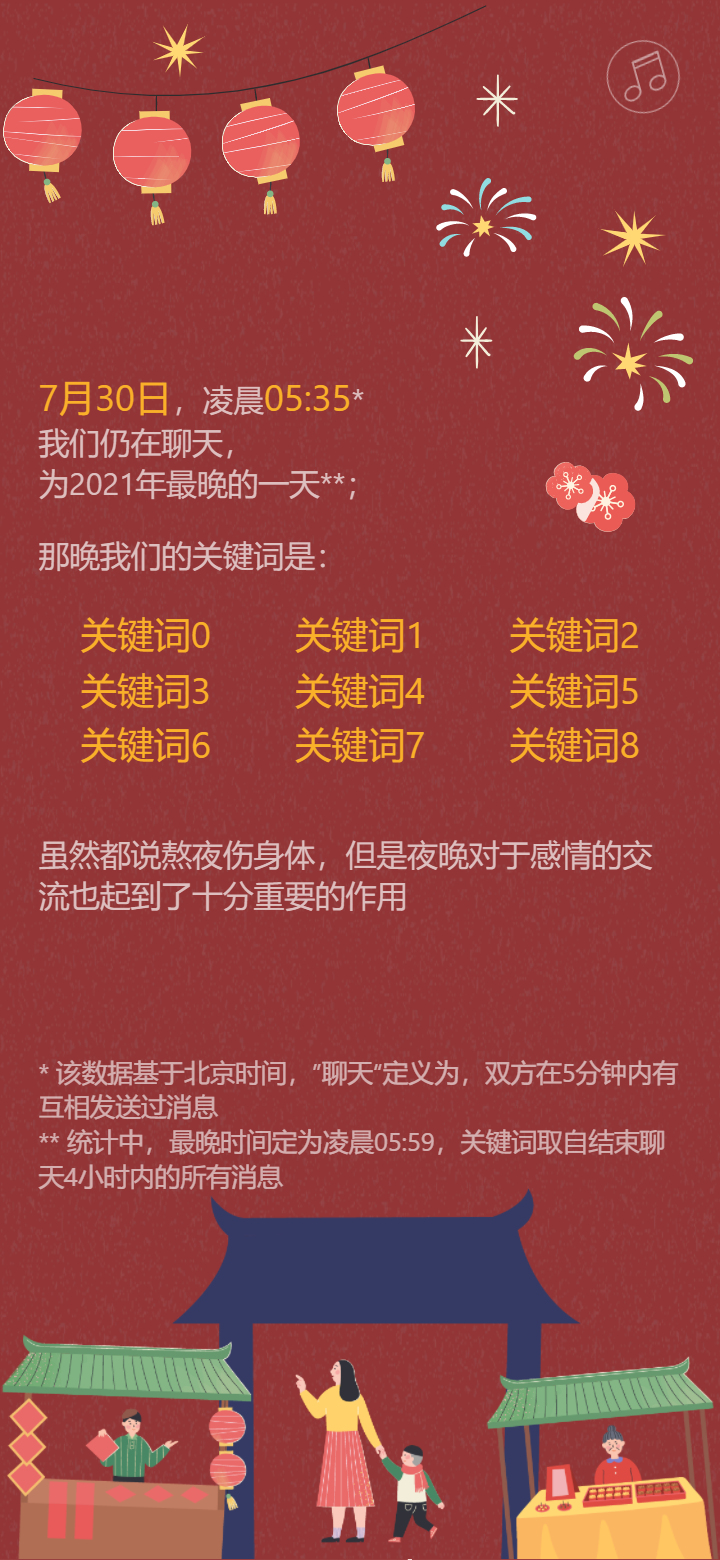 7月30日，凌晨05:35*
我们仍在聊天，
为2021年最晚的一天**；
那晚我们的关键词是：
关键词0 关键词1 关键词2
关键词3 关键词4 关键词5
关键词6 关键词7 关键词8
虽然都说熬夜伤身体，但是夜晚对于感情的交
流也起到了十分重要的作用
* 该数据基于北京时间，”聊天“定义为，双方在5分钟内有
互相发送过消息
** 统计中，最晚时间定为凌晨05:59，关键词取自结束聊
天4小时内的所有消息